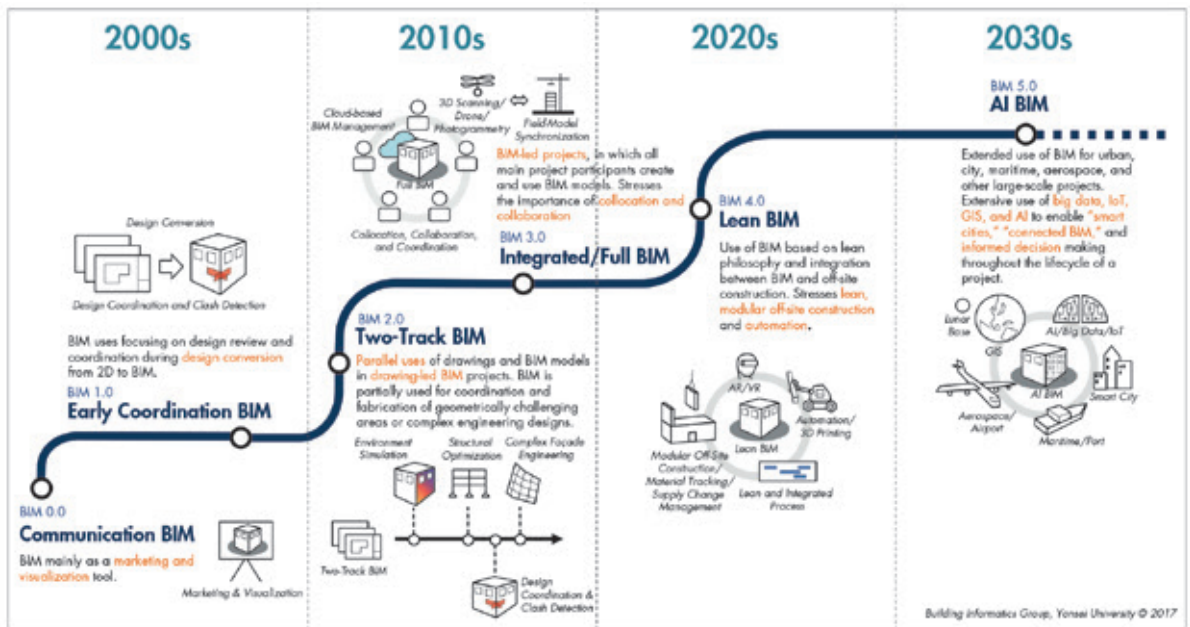 2000s
2010s
2020s
2030s
Design Conversion
Design Coordination and Clash Detection
BIM uses focusing on design review and
coordination during design conversion
from 2D to BIM.
BIM 1.0
Early Coordination BIM
BIM 0.0
Communication BIM
BIM mainly as a marketing and
visualization tool.
Marketing & Visualization
Cloud-based
BIM Management
3D Scanning/
Drone/
Photogrammetry
Field-Model
Synchronization
Full BIM
Collocation, Collaboration,
and Coordination
BIM-led projects, in which all
main project participants create
and use BIM models. Stresses
the importance of collocation and
collaboration
BIM 3.0
Integrated/Full BIM
BIM 2.0
Two-Track BIM
Parallel uses of drawings and BIM models
in drawing-led BIM projects. BIM is
partially used for coordination and
fabrication of geometrically challenging
areas or complex engineering designs.
Environment
Simulation
Structural
Optimization
Complex Façade
Engineering
Two-Track BIM
Design
Coordination &
Clash Detection
BIM 4.0
Lean BIM
Use of BIM based on lean
philosophy and integration
between BIM and off-site
construction. Stresses lean,
modular off-site construction
and automation.
AR/VR
Automation/
3D Printing
Lean BIM
Modular Off-Site
Construction/
Material Tracking/
Supply Change
Management
Lean and Integrated
Process
BIM 5.0
AI BIM
Extended use of BIM for urban,
city, maritime, aerospace, and
other large-scale projects.
Extensive use of big data, IoT,
GIS, and AI to enable “smart
cities,” “connected BIM,” and
informed decision making
throughout the lifecycle of a
project.
Lunar
Base
GIS
AI/Big Data/IoT
AI BIM
Smart City
Aerospace/
Airport
Maritime/Port
Building Informatics Group, Yonsei University © 2017